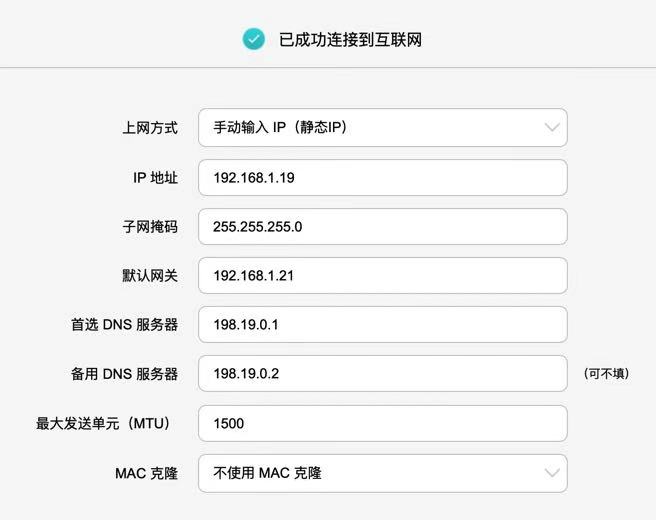 已成功连接到互联网
上网方式 手动输入 IP（静态IP）
IP 地址 192.168.1.19
子网掩码 255.255.255.0
默认网关 192.168.1.21
首选 DNS 服务器 198.19.0.1
备用 DNS 服务器 198.19.0.2 （可不填）
最大发送单元（MTU） 1500
MAC 克隆 不使用 MAC 克隆